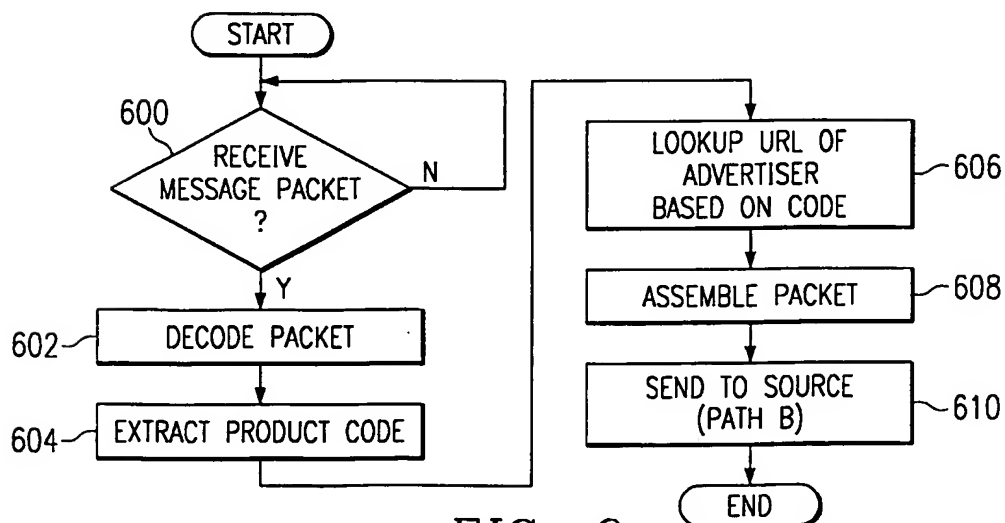 START
600
RECEIVE
MESSAGE PACKET
?
N
Y
602
DECODE PACKET
604
EXTRACT PRODUCT CODE
LOOKUP URL OF
ADVERTISER
BASED ON CODE
606
ASSEMBLE PACKET
608
SEND TO SOURCE
(PATH B)
610
END